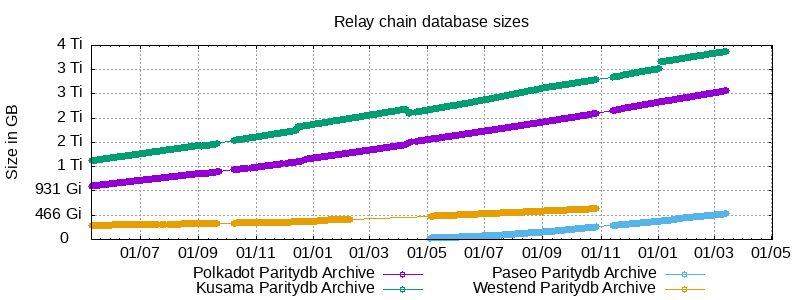 Relay chain database sizes
Size in GB
4 Ti
3 Ti
3 Ti
2 Ti
2 Ti
1 Ti
931 Gi
466 Gi
0
01/07 01/09 01/11 01/01 01/03 01/05 01/07 01/09 01/11 01/01 01/03 01/05
Polkadot Paritydb Archive Paseo Paritydb Archive
Kusama Paritydb Archive Westend Paritydb Archive